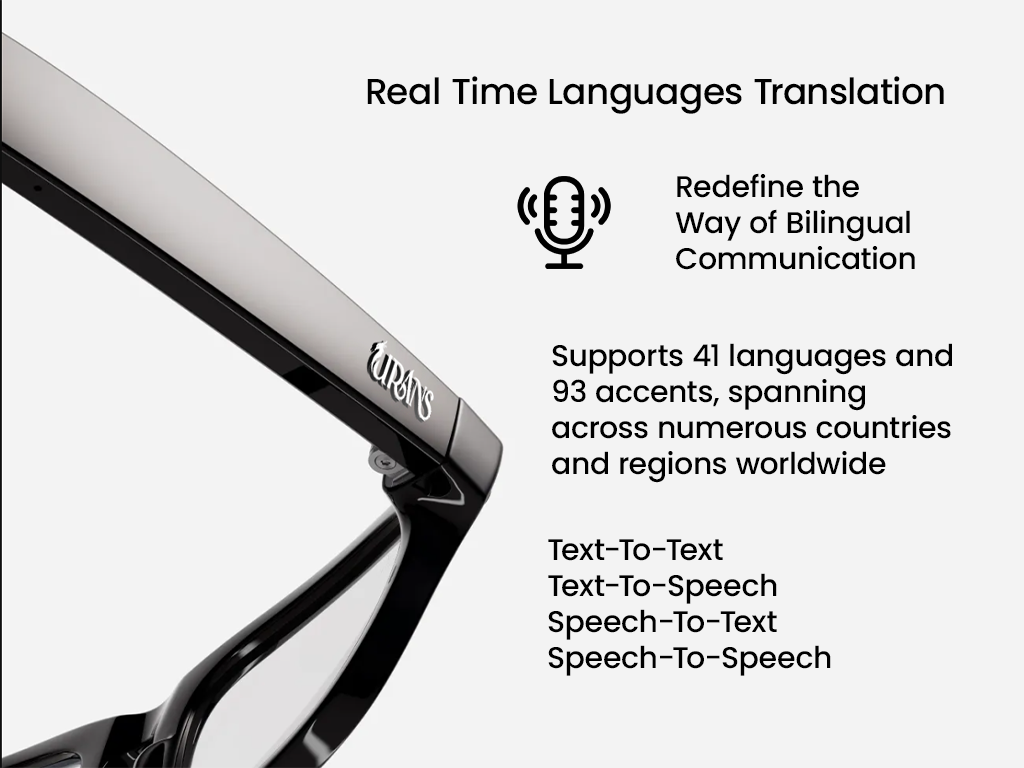 Real Time Languages Translation
Redefine the
Way of Bilingual
Communication
URANS
Supports 41 languages and
93 accents, spanning
across numerous countries
and regions worldwide
Text-To-Text
Text-To-Speech
Speech-To-Text
Speech-To-Speech